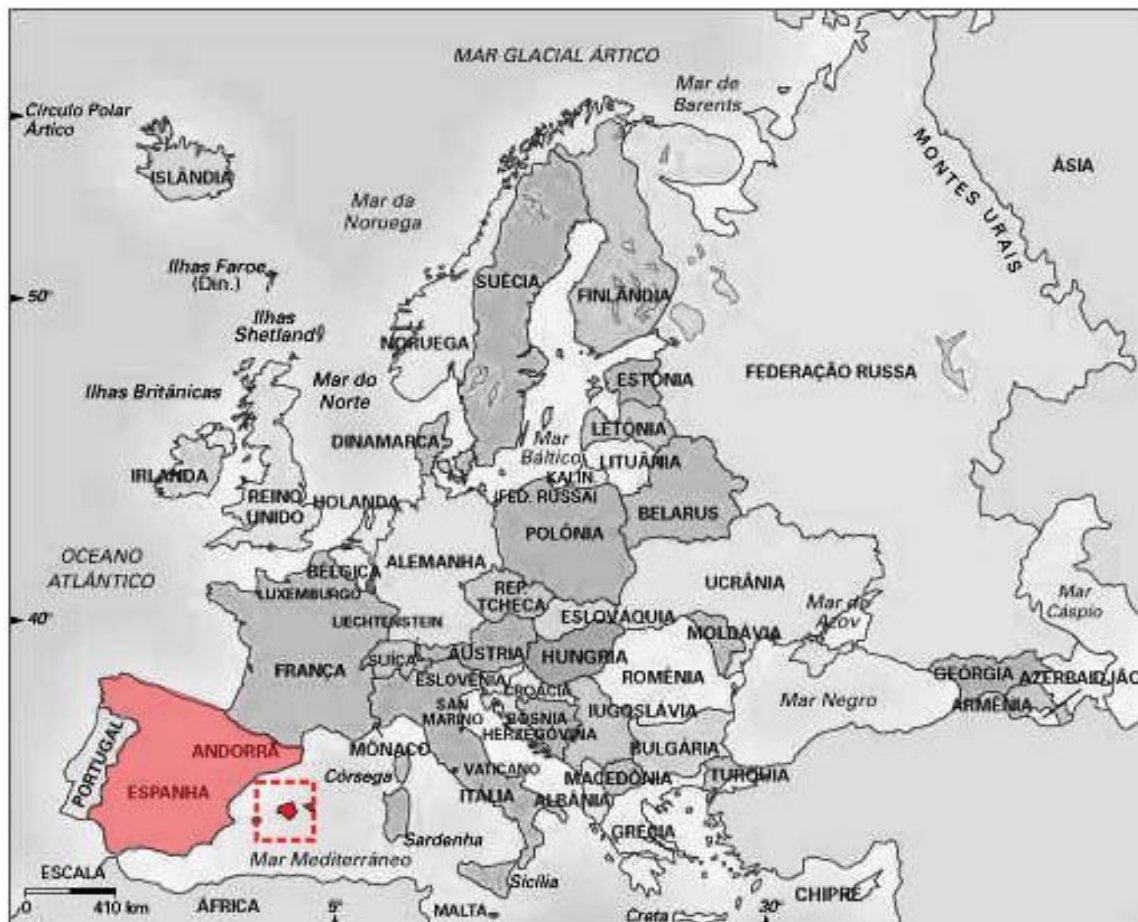 MAR GLACIAL ÁRTICO
Mar de
Barents
Círculo Polar
Ártico
ISLÂNDIA
MONTES URAIS
ÁSIA
Mar da
Noruega
Ilhas Faroe
(Din.)
SUÉCIA
FINLÂNDIA
50°
Ilhas
Shetland
NORUEGA
FEDERAÇÃO RUSSA
ESTÔNIA
Ilhas Britânicas
Mar do
Norte
LETÔNIA
DINAMARCA
Mar
Báltico
LITUÂNIA
IRLANDA
KALIN.
(FED. RUSSA)
REINO
UNIDO
HOLANDA
BELARUS
POLÔNIA
OCEANO
ATLÂNTICO
ALEMANHA
BÉLGICA
UCRÂNIA
LUXEMBURGO
REP.
TCHECA
Mar
Cáspio
ESLOVÁQUIA
Mar de
Azov
40°
LIECHTENSTEIN
MOLDÁVIA
ÁUSTRIA
HUNGRIA
FRANÇA
SUÍÇA
ROMÊNIA
GEÓRGIA
AZERBAIDJÃO
ESLOVÊNIA
CROÁCIA
Mar Negro
ARMÊNIA
SAN
MARINO
BÓSNIA
HERZEGÓVINA
IUGOSLÁVIA
ANDORRA
MÔNACO
BULGÁRIA
PORTUGAL
ESPANHA
Córsega
VATICANO
MACEDÔNIA
TURQUIA
ITÁLIA
ALBÂNIA
GRÉCIA
Sardenha
Mar Mediterrâneo
ESCALA
0
410 km
Sicília
ÁFRICA
5°
MALTA
Creta
30°
CHIPRE